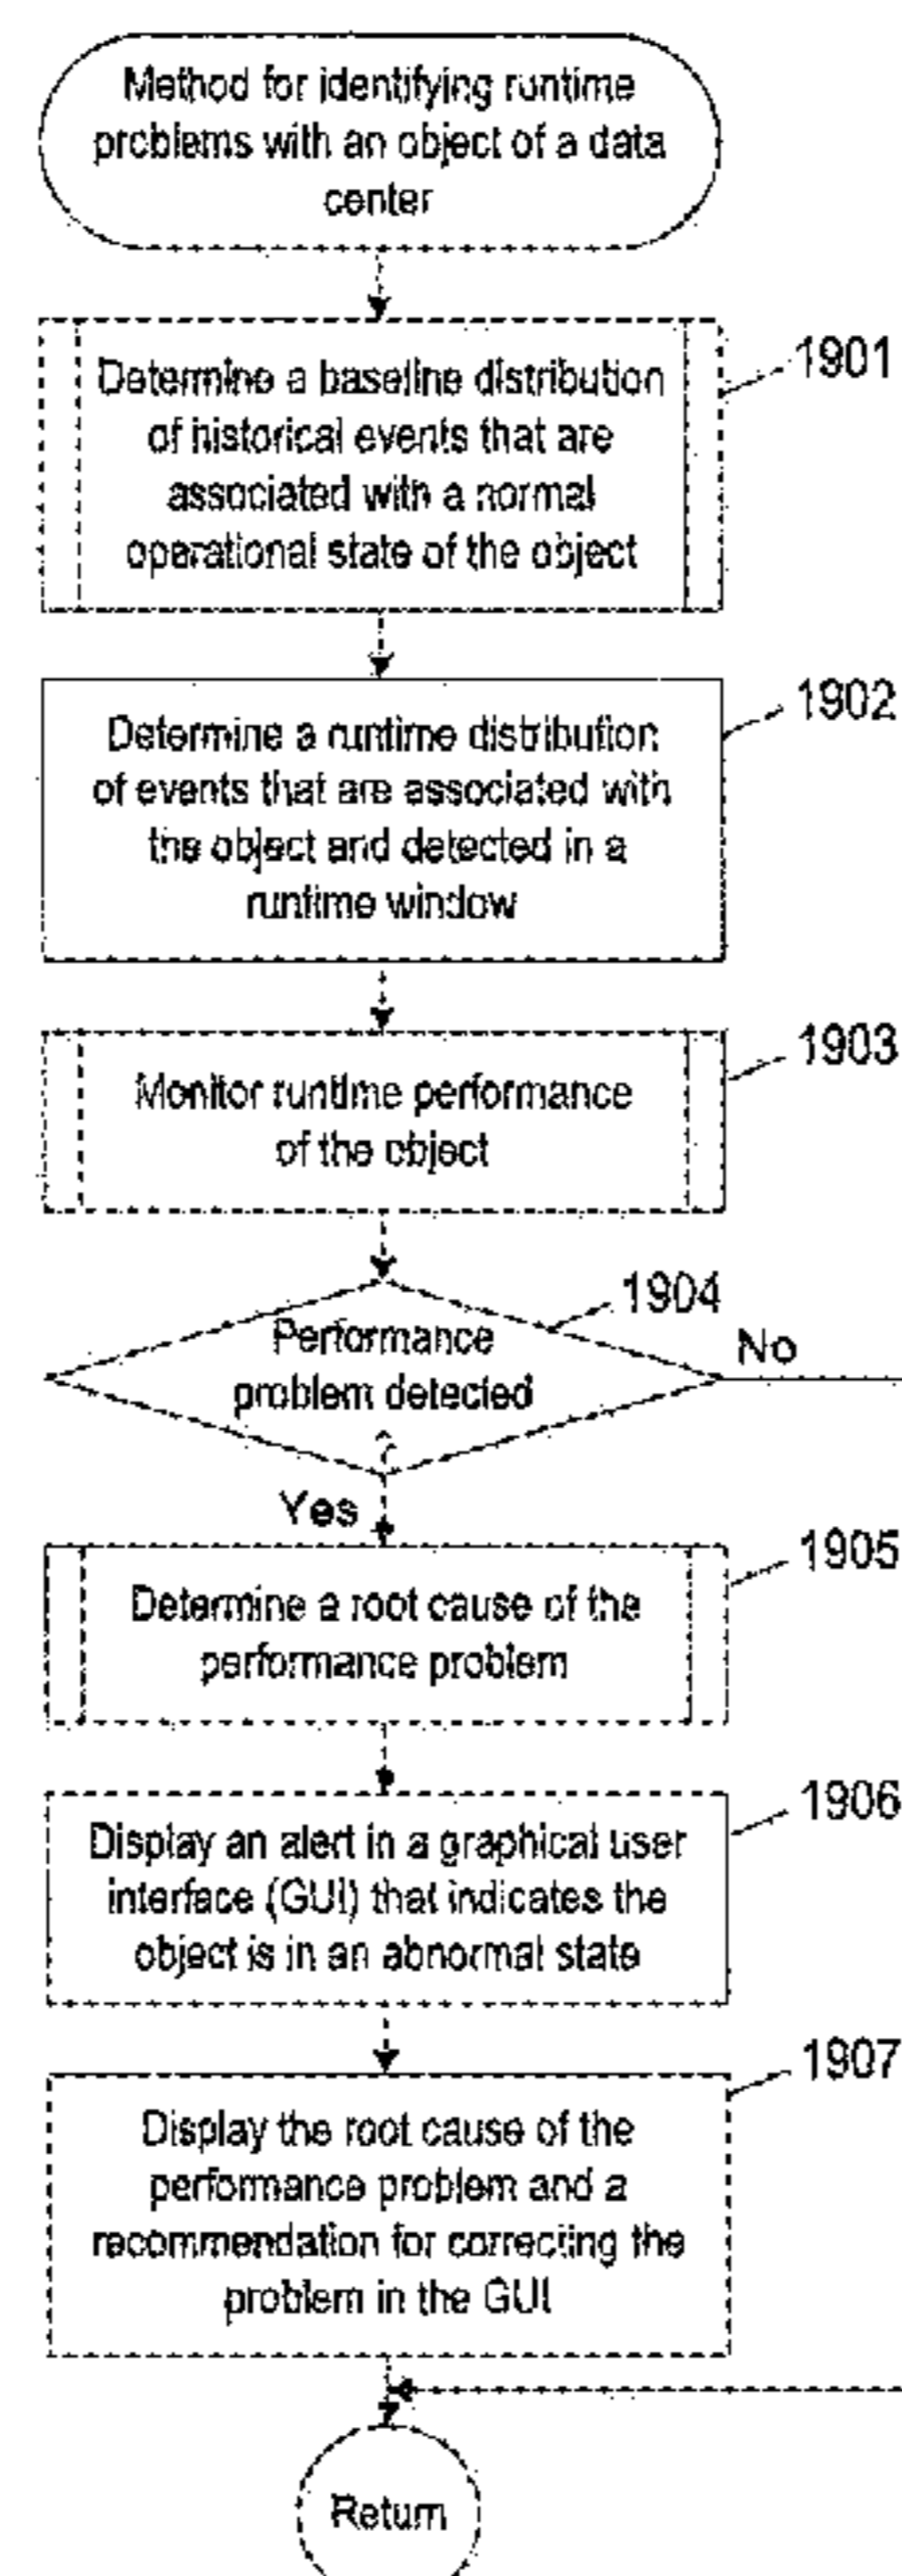 Method for identifying runtime
problems with an object of a data
center
1901
Determine a baseline distribution
of historical events that are
associated with a normal
operational state of the object
1902
Determine a runtime distribution
of events that are associated with
the object and detected in a
runtime window
1903
Monitor runtime performance
of the object
1904
Performance
problem detected
No
Yes
1905
Determine a root cause of the
performance problem
1906
Display an alert in a graphical user
interface (GUI) that indicates the
object is in an abnormal state
1907
Display the root cause of the
performance problem and a
recommendation for correcting the
problem in the GUI
Return